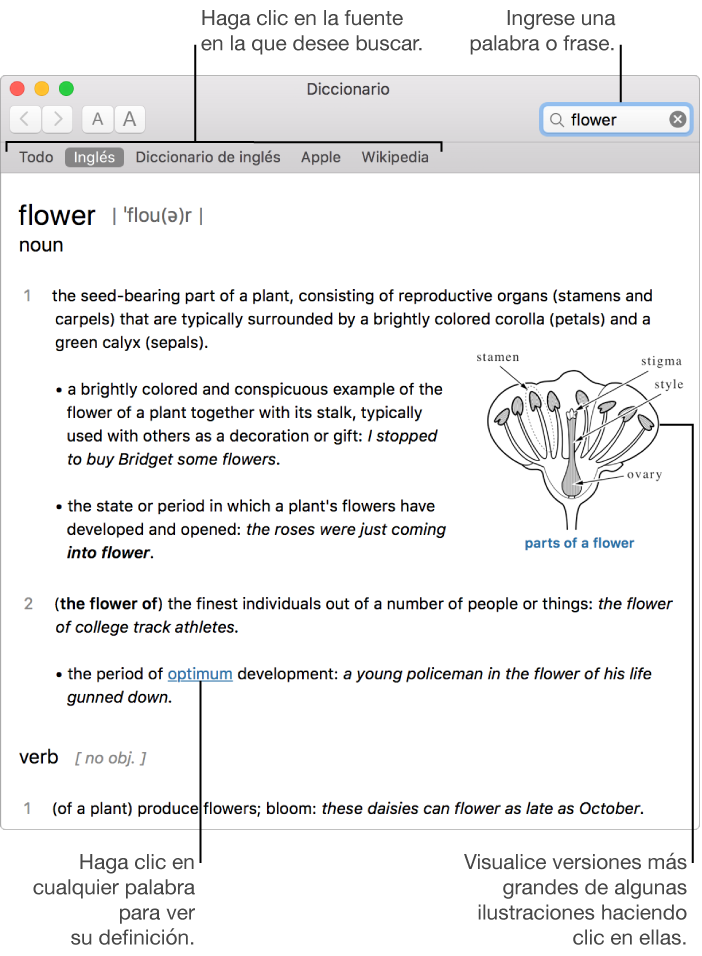 Haga clic en la fuente
en la que desee buscar.
Ingrese una
palabra o frase.
Diccionario
A A
flower
Todo Inglés Diccionario de inglés Apple Wikipedia
flower | ˈflou(ə)r |
noun
1 the seed-bearing part of a plant, consisting of reproductive organs (stamens and
carpels) that are typically surrounded by a brightly colored corolla (petals) and a
green calyx (sepals).
• a brightly colored and conspicuous example of the
flower of a plant together with its stalk, typically
used with others as a decoration or gift: I stopped
to buy Bridget some flowers.
• the state or period in which a plant's flowers have
developed and opened: the roses were just coming
into flower.
stamen
stigma
style
ovary
parts of a flower
2 (the flower of) the finest individuals out of a number of people or things: the flower
of college track athletes.
• the period of optimum development: a young policeman in the flower of his life
gunned down.
verb [ no obj. ]
1 (of a plant) produce flowers; bloom: these daisies can flower as late as October.
Haga clic en
cualquier palabra
para ver
su definición.
Visualice versiones más
grandes de algunas
ilustraciones haciendo
clic en ellas.